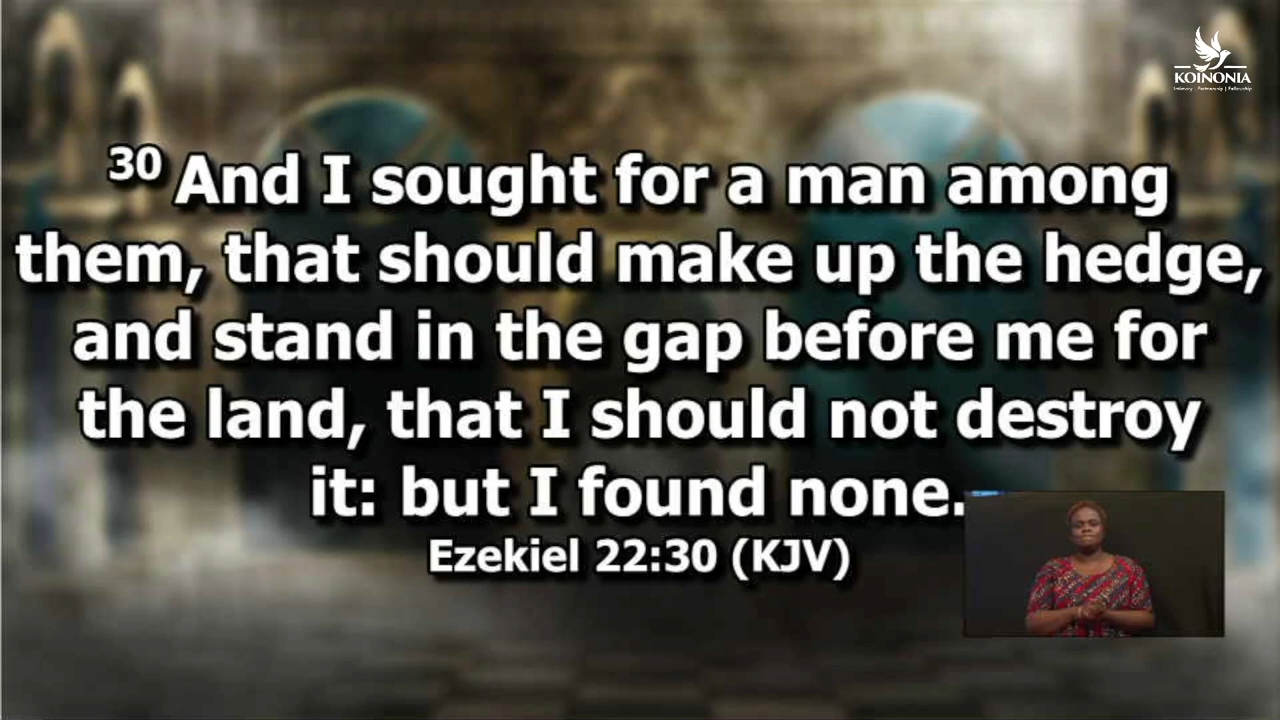 KOINONIA
Intimacy | Partnership | Fellowship
30 And I sought for a man among
them, that should make up the hedge,
and stand in the gap before me for
the land, that I should not destroy
it: but I found none.
Ezekiel 22:30 (KJV)